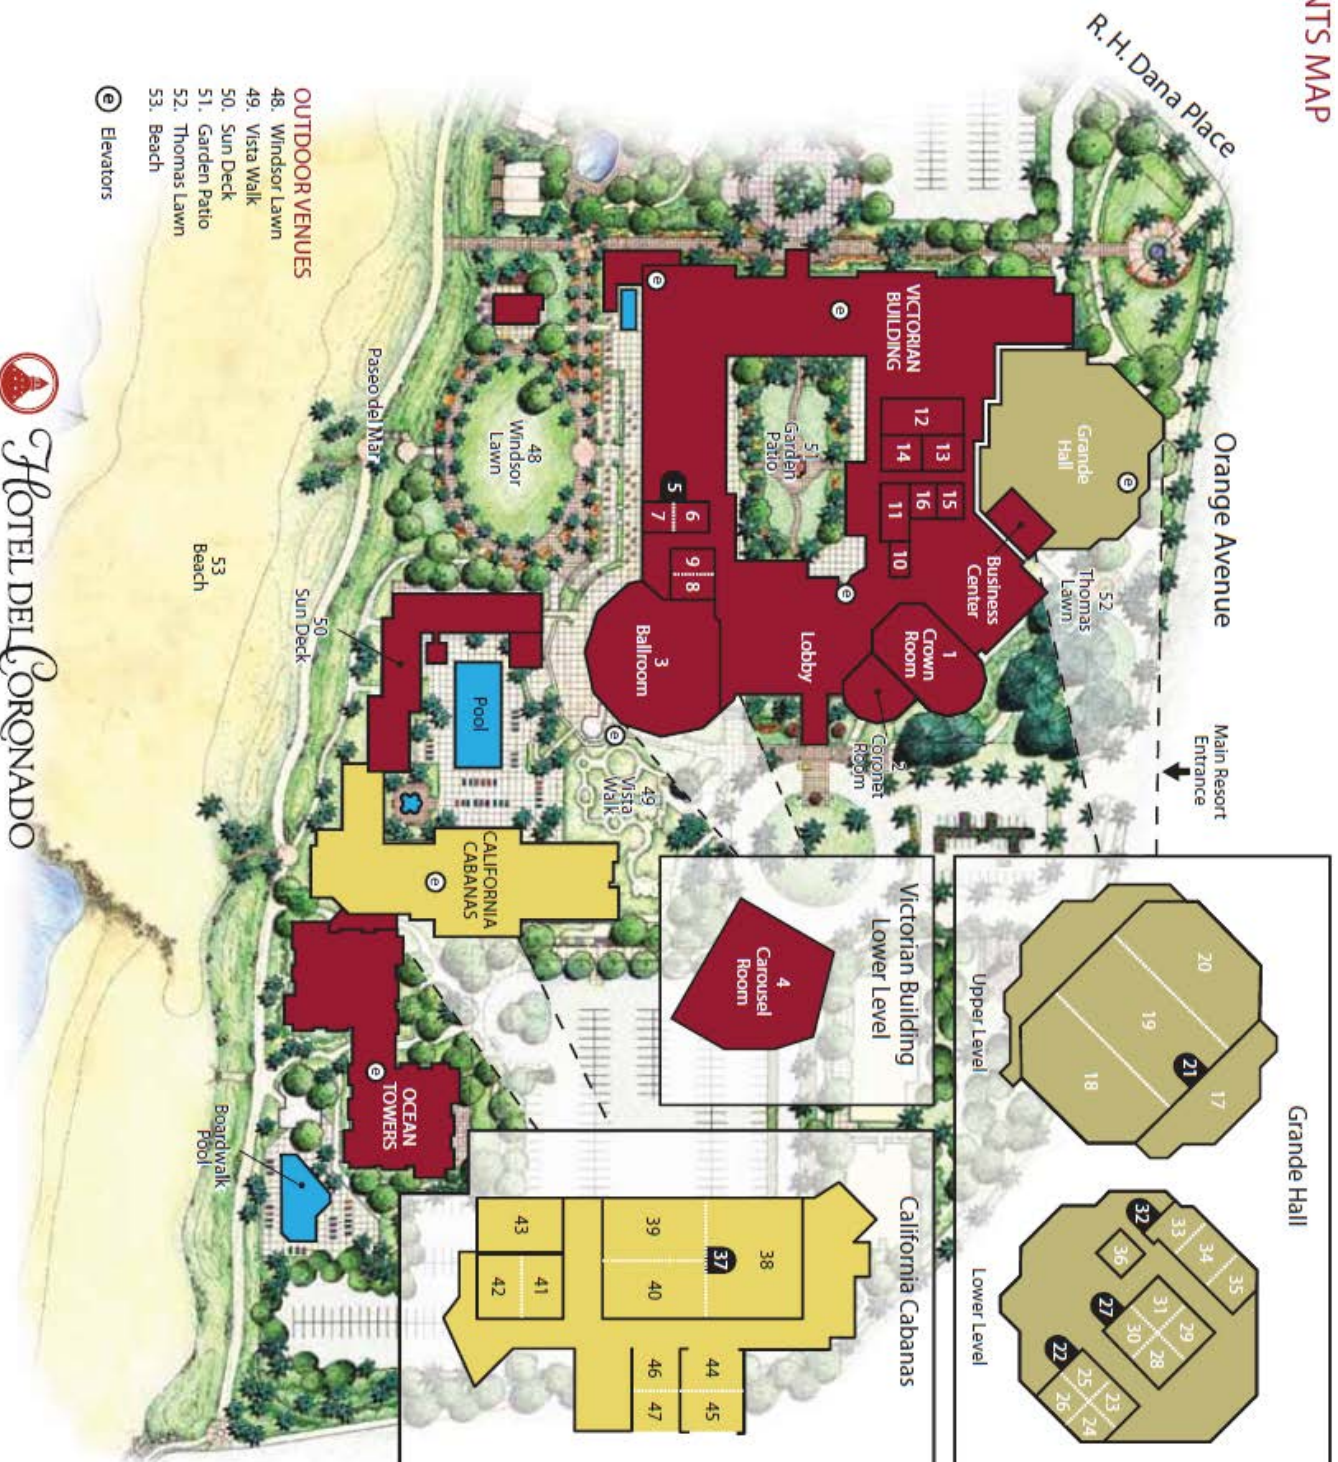 NTS MAP
R. H. Dana Place
Orange Avenue
Main Resort
Entrance
VICTORIAN
BUILDING
Grande
Hall
e
e
e
12
13
14
15
16
11
10
Business
Center
52
Thomas
Lawn
51
Garden
Patio
5
6
7
9
8
e
1
Crown
Room
2
Coronet
Room
Lobby
3
Ballroom
e
48
Windsor
Lawn
49
Vista
Walk
Pool
50
Sun Deck
Paseo del Mar
53
Beach
CALIFORNIA
CABANAS
e
OCEAN
TOWERS
e
Boardwalk
Pool
OUTDOOR VENUES
48. Windsor Lawn
49. Vista Walk
50. Sun Deck
51. Garden Patio
52. Thomas Lawn
53. Beach
e Elevators
HOTEL DEL CORONADO
Grande Hall
20
19
21
17
18
Upper Level
32
33
34
35
36
27
31
29
30
28
22
25
23
26
24
Lower Level
Victorian Building
Lower Level
4
Carousel
Room
California Cabanas
43
39
37
38
42
41
40
46
44
47
45